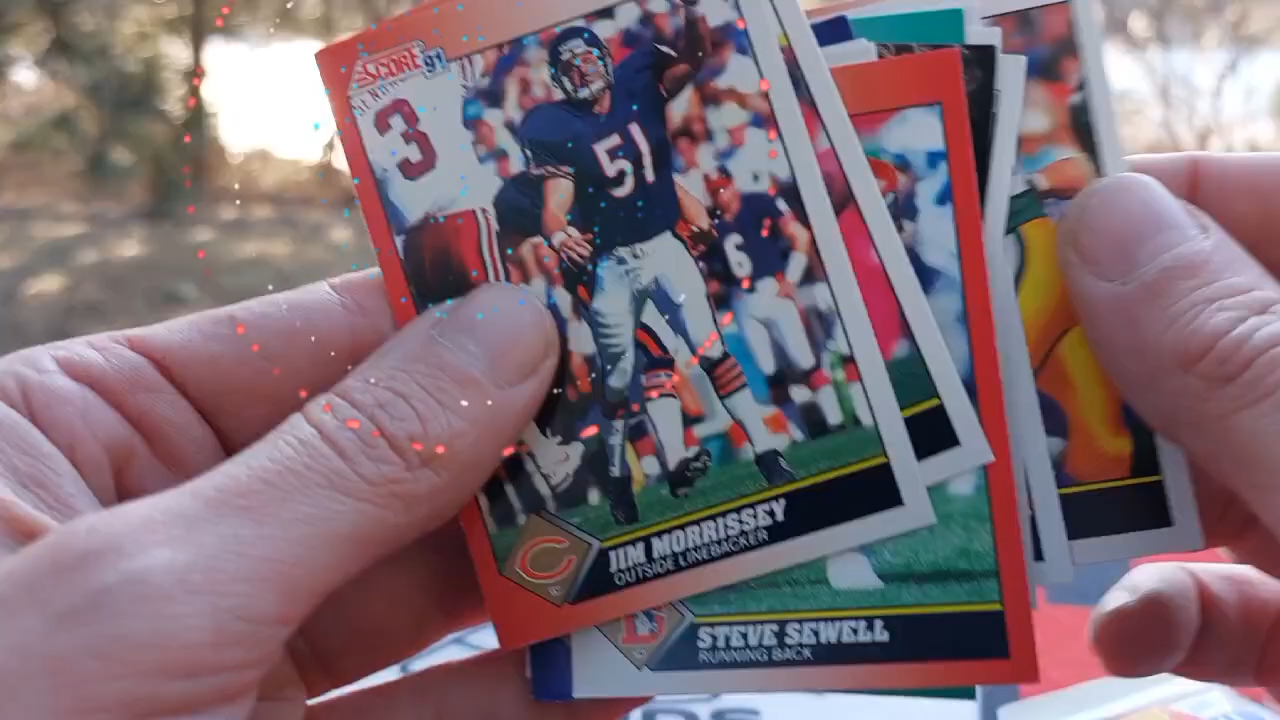 SCORE 91
3
51
6
JIM MORRISSEY
OUTSIDE LINEBACKER
C
STEVE SEWELL
RUNNING BACK